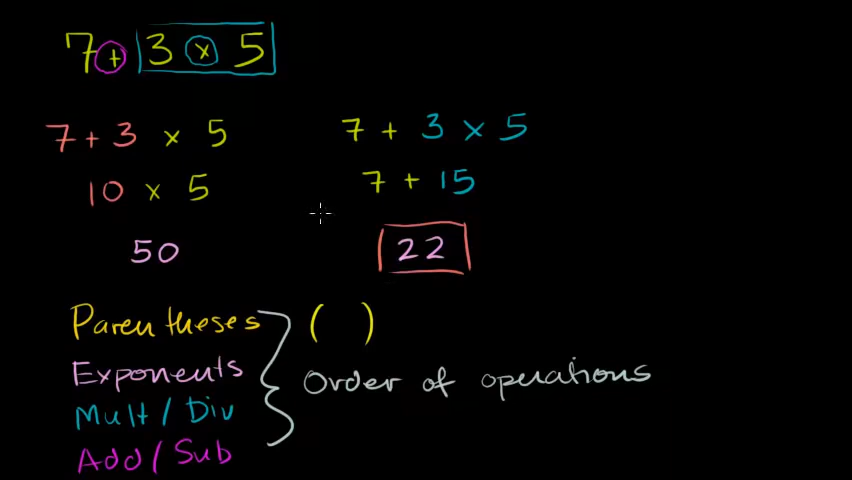 7 + 3 × 5
7 + 3 × 5
10 × 5
50
7 + 3 × 5
7 + 15
22
Parentheses ( )
Exponents
Mult / Div
Add / Sub
Order of operations